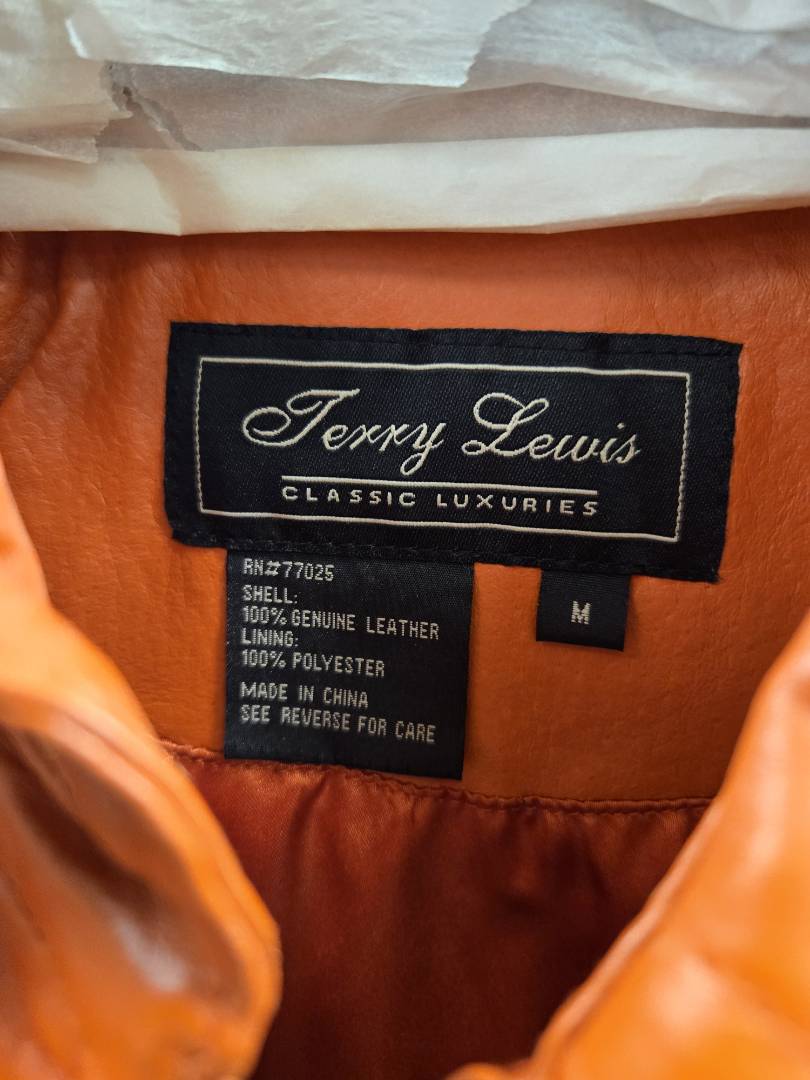 Terry Lewis
CLASSIC LUXURIES
RN#77025
SHELL:
100% GENUINE LEATHER
LINING:
100% POLYESTER
MADE IN CHINA
SEE REVERSE FOR CARE
M